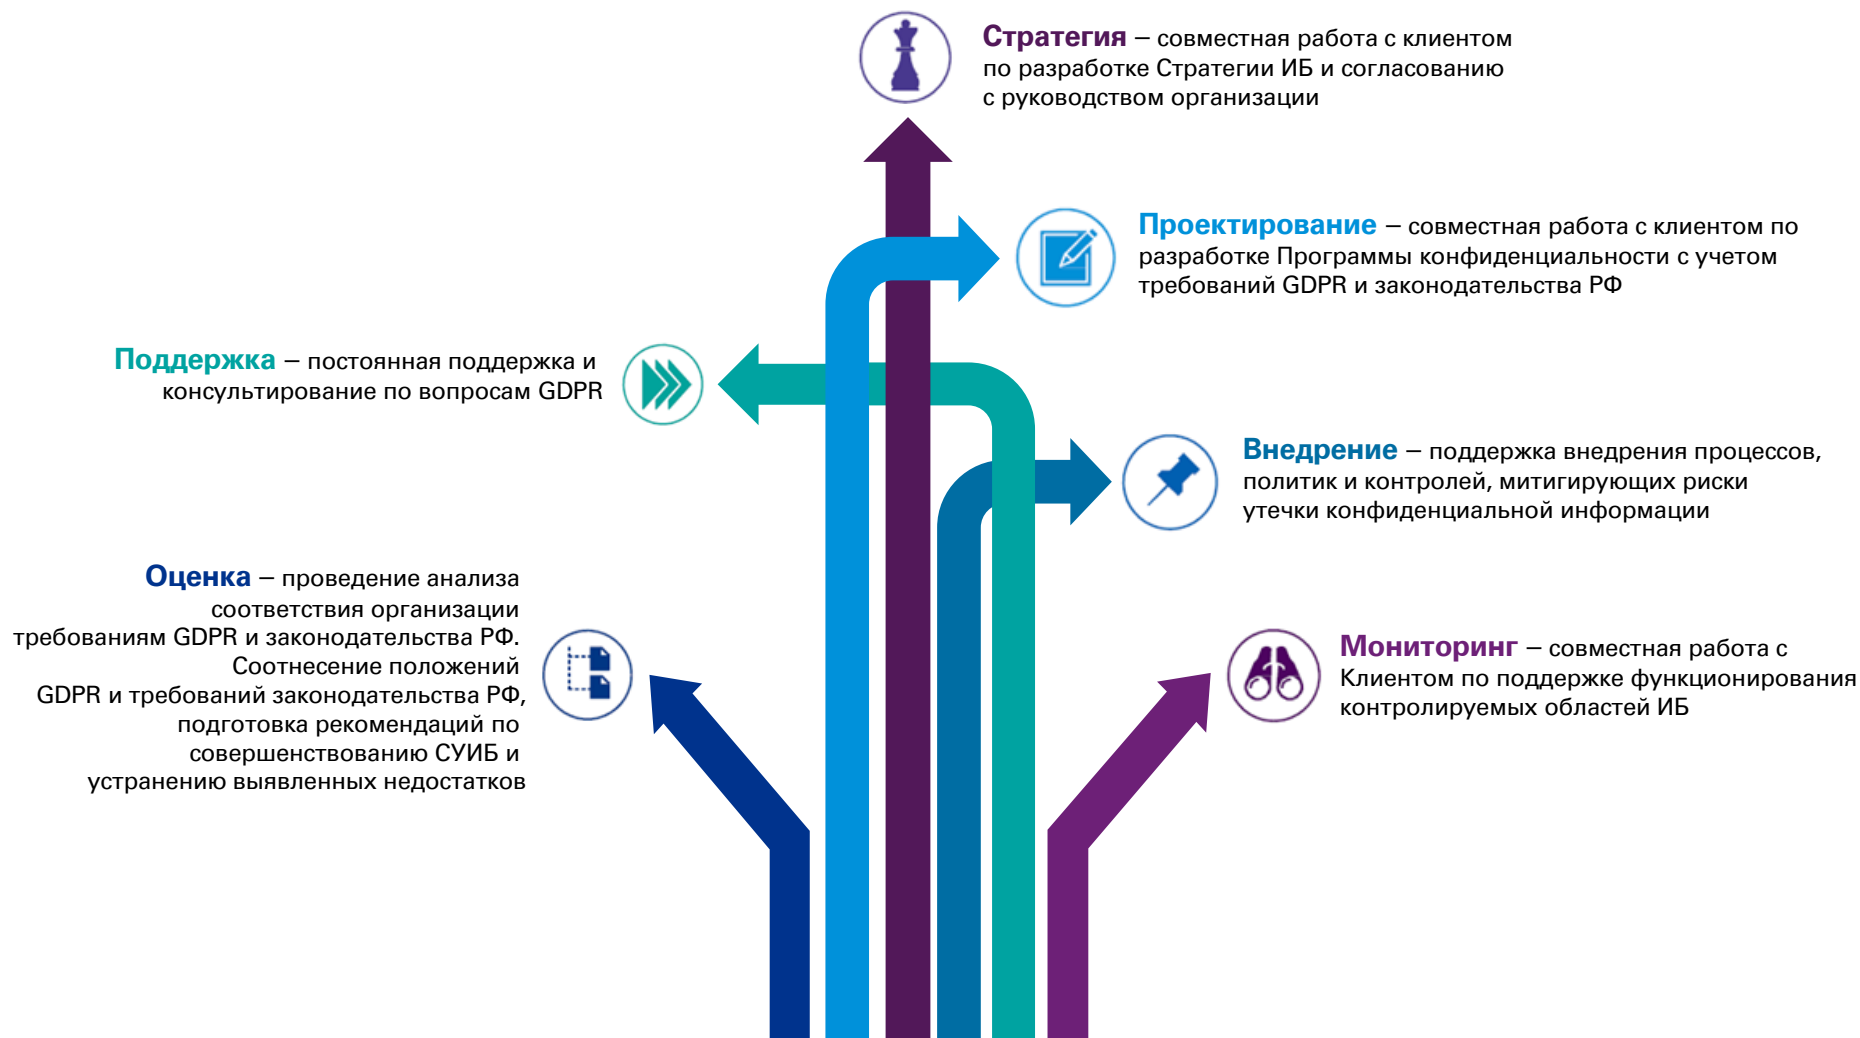 Стратегия – совместная работа с клиентом
по разработке Стратегии ИБ и согласованию
с руководством организации
Проектирование – совместная работа с клиентом по
разработке Программы конфиденциальности с учетом
требований GDPR и законодательства РФ
Поддержка – постоянная поддержка и
консультирование по вопросам GDPR
Внедрение – поддержка внедрения процессов,
политик и контролей, митигирующих риски
утечки конфиденциальной информации
Оценка – проведение анализа
соответствия организации
требованиям GDPR и законодательства РФ.
Соотнесение положений
GDPR и требований законодательства РФ,
подготовка рекомендаций по
совершенствованию СУИБ и
устранению выявленных недостатков
Мониторинг – совместная работа с
Клиентом по поддержке функционирования
контролируемых областей ИБ